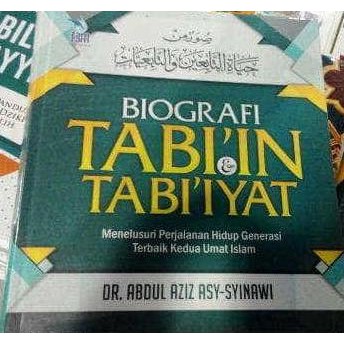 صور من
حياة التابعين والتابعيات
BIOGRAFI
TABI'IN
&
TABI'IYAT
Menelusuri Perjalanan Hidup Generasi
Terbaik Kedua Umat Islam
DR. ABDUL AZIZ ASY-SYINAWI